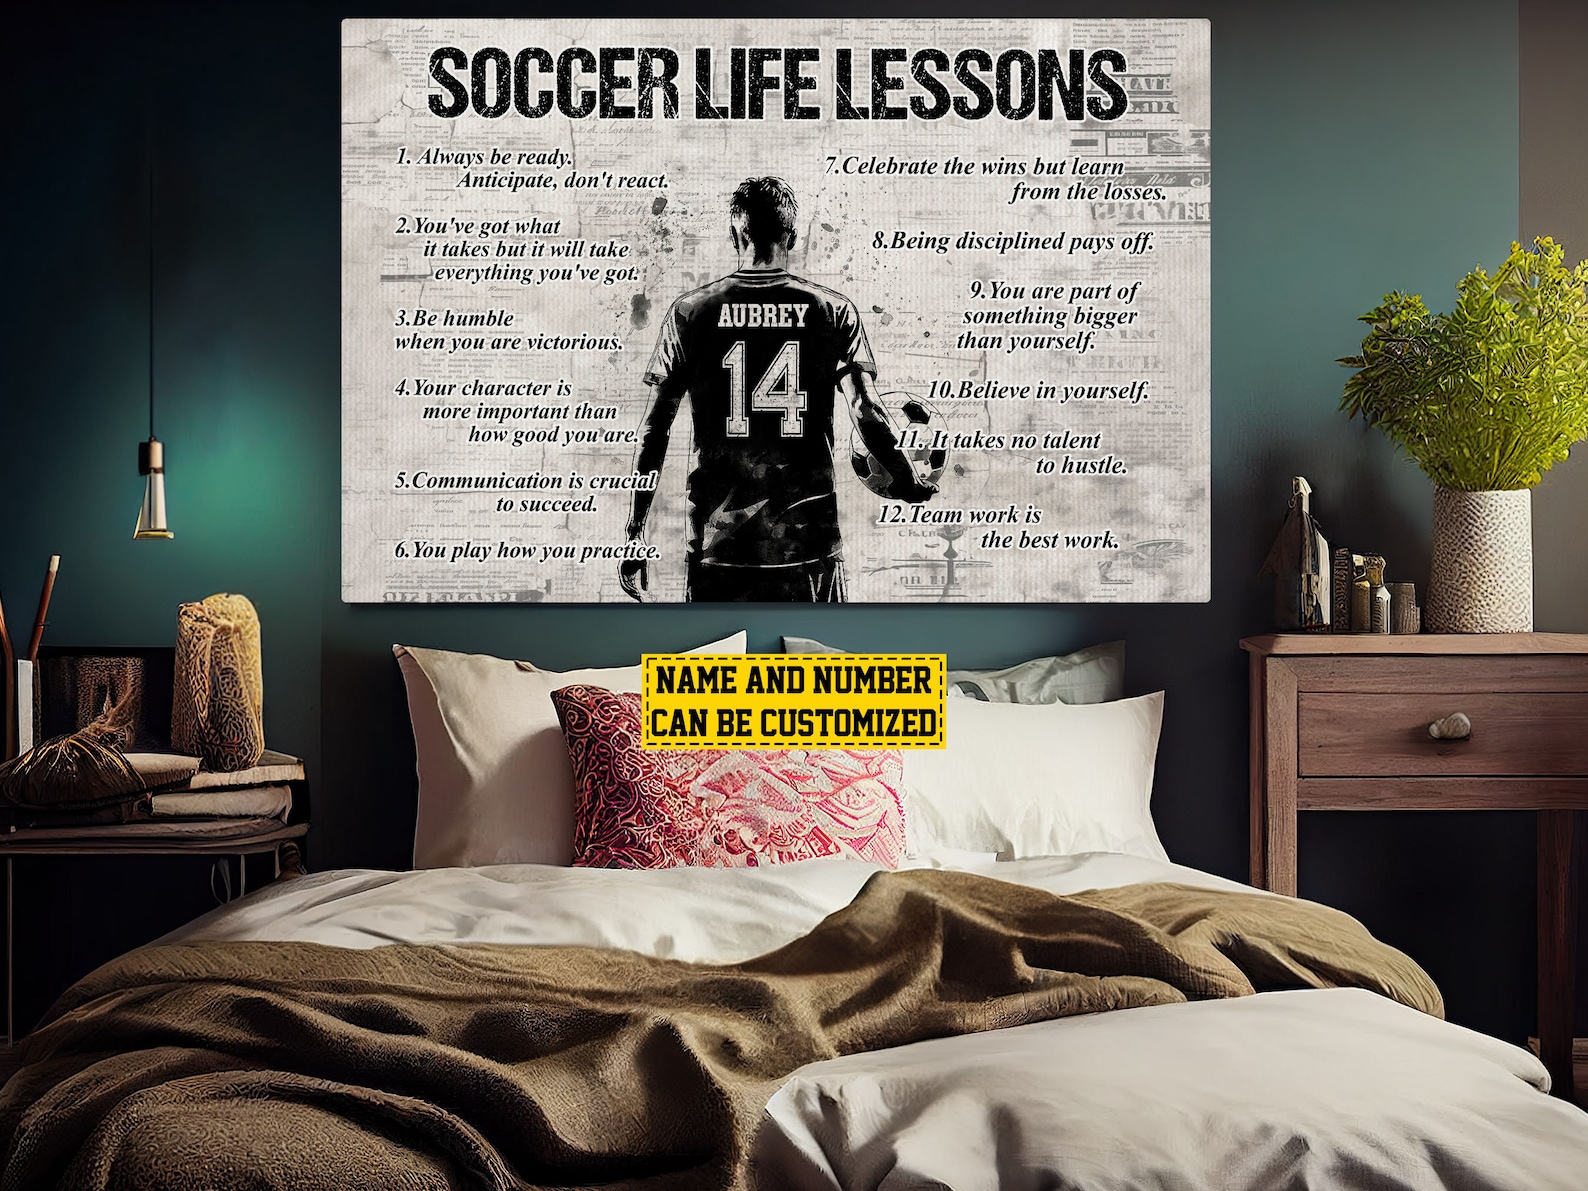 SOCCER LIFE LESSONS
1. Always be ready.
Anticipate, don't react.
2.You've got what
it takes but it will take
everything you've got.
3.Be humble
when you are victorious.
4.Your character is
more important than
how good you are.
5.Communication is crucial
to succeed.
6.You play how you practice.
7.Celebrate the wins but learn
from the losses.
8.Being disciplined pays off.
9.You are part of
something bigger
than yourself.
10.Believe in yourself.
11. It takes no talent
to hustle.
12.Team work is
the best work.
AUBREY
14
NAME AND NUMBER
CAN BE CUSTOMIZED